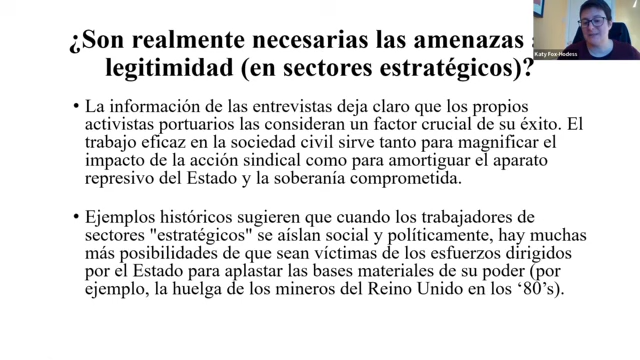 ¿Son realmente necesarias las amenazas
legitimidad (en sectores estratégicos)?
Katy Fox-Hodess
• La información de las entrevistas deja claro que los propios
activistas portuarios las consideran un factor crucial de su éxito. El
trabajo eficaz en la sociedad civil sirve tanto para magnificar el
impacto de la acción sindical como para amortiguar el aparato
represivo del Estado y la soberanía comprometida.
• Ejemplos históricos sugieren que cuando los trabajadores de
sectores "estratégicos" se aíslan social y políticamente, hay muchas
más posibilidades de que sean víctimas de los esfuerzos dirigidos
por el Estado para aplastar las bases materiales de su poder (por
ejemplo, la huelga de los mineros del Reino Unido en los ‘80’s).